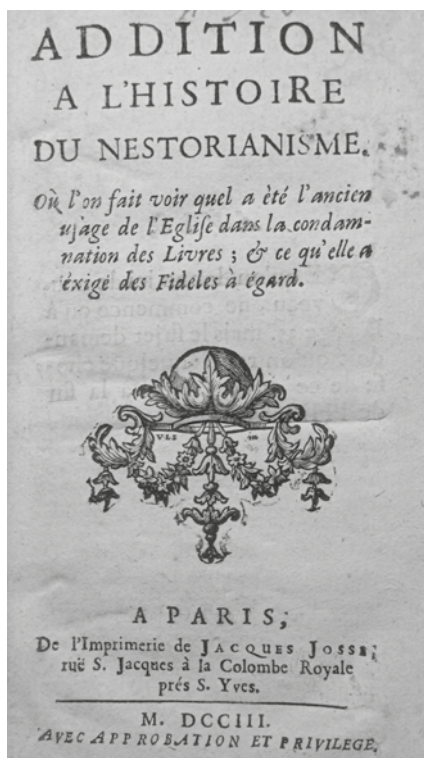 ADDITION
A L'HISTOIRE
DU NESTORIANISME.
Où l'on fait voir quel a èté l'ancien
usage de l'Eglise dans la condam-
nation des Livres ; & ce qu'elle a
éxigé des Fideles à égard.
A PARIS,
De l'Imprimerie de JACQUES JOSSE;
ruë S. Jacques à la Colombe Royale
prés S. Yves.
M. DCCIII.
AVEC APPROBATION ET PRIVILEGE.